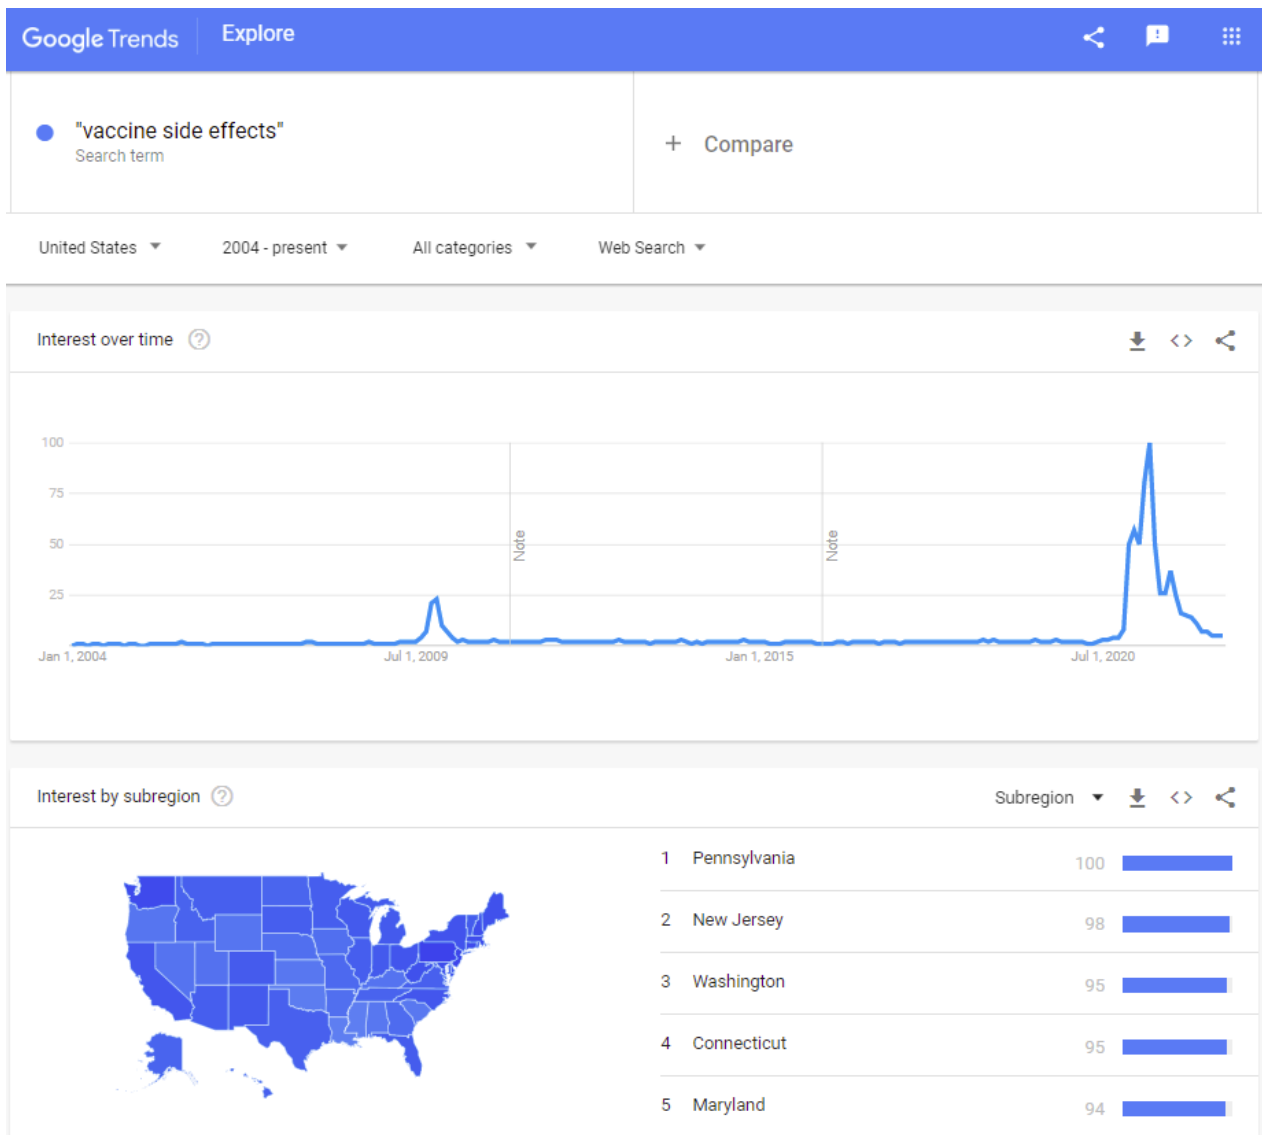 Google Trends
Explore
"vaccine side effects"
Search term
+ Compare
United States
2004 - present
All categories
Web Search
Interest over time
100
75
50
25
Note
Note
Jan 1, 2004
Jul 1, 2009
Jan 1, 2015
Jul 1, 2020
Interest by subregion
Subregion
1 Pennsylvania 100
2 New Jersey 98
3 Washington 95
4 Connecticut 95
5 Maryland 94